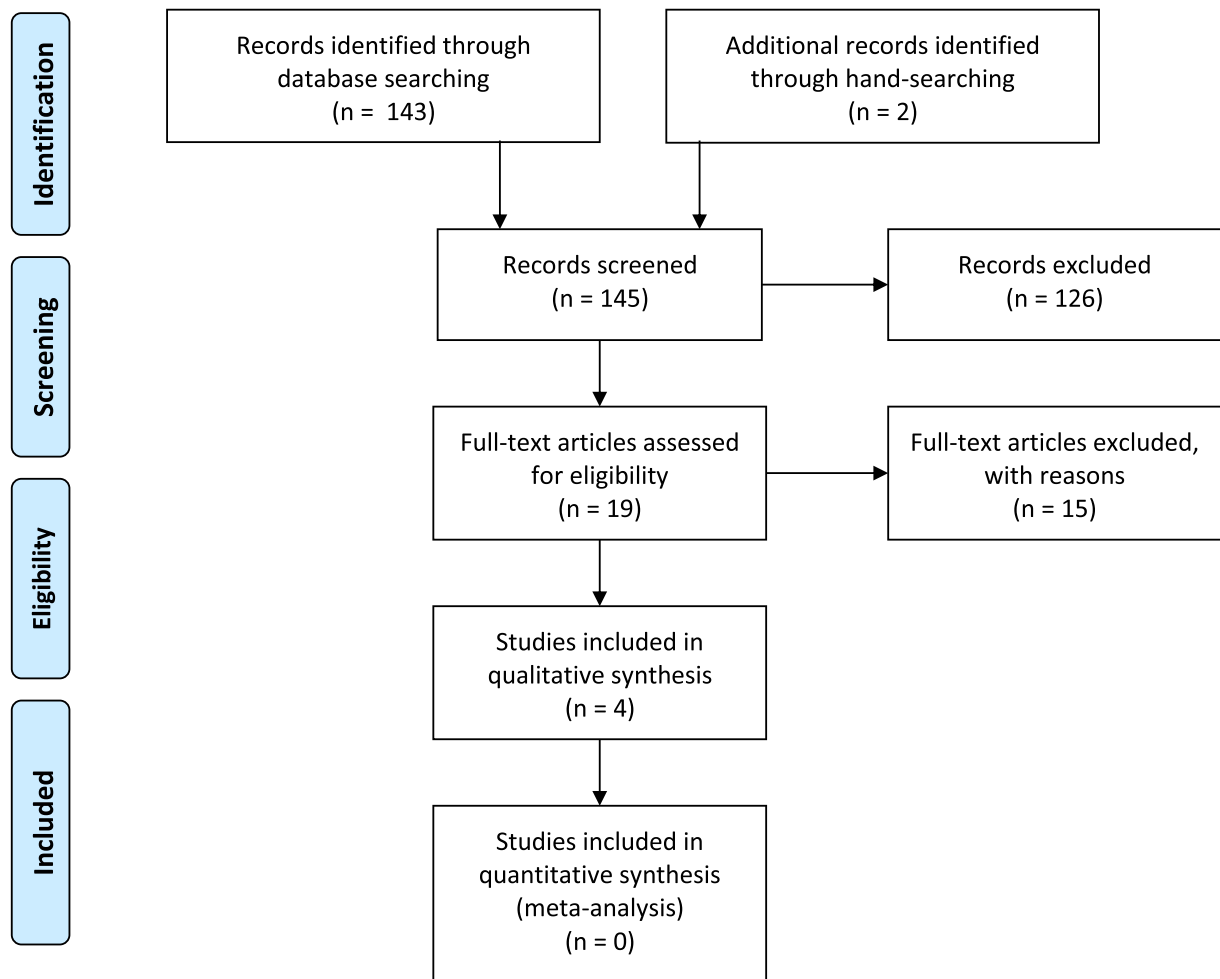 Identification
Records identified through
database searching
(n =  143)
Additional records identified
through hand-searching
(n = 2)
Screening
Records screened
(n = 145)
Records excluded
(n = 126)
Full-text articles assessed
for eligibility
(n = 19)
Full-text articles excluded,
with reasons
(n = 15)
Eligibility
Studies included in
qualitative synthesis
(n = 4)
Included
Studies included in
quantitative synthesis
(meta-analysis)
(n = 0)